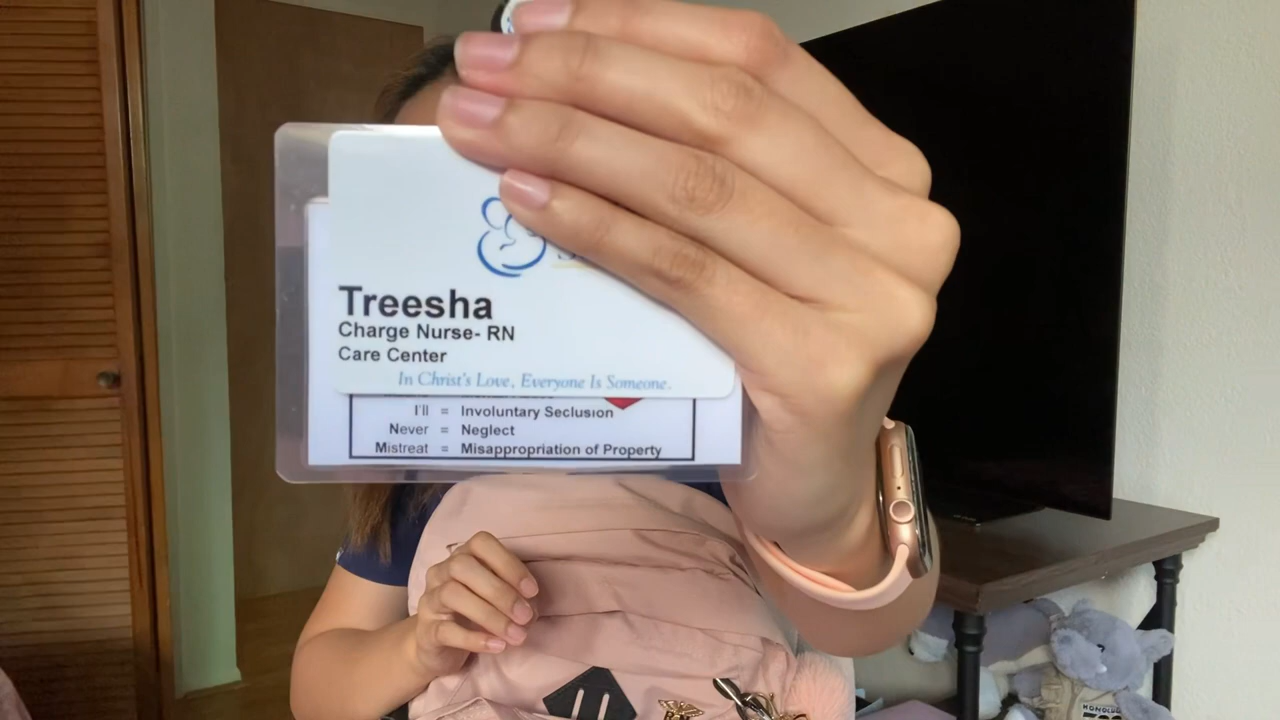 Treesha
Charge Nurse- RN
Care Center
In Christ's Love, Everyone Is Someone.
I'll = Involuntary Seclusion
Never = Neglect
Mistreat = Misappropriation of Property
HONOLULU